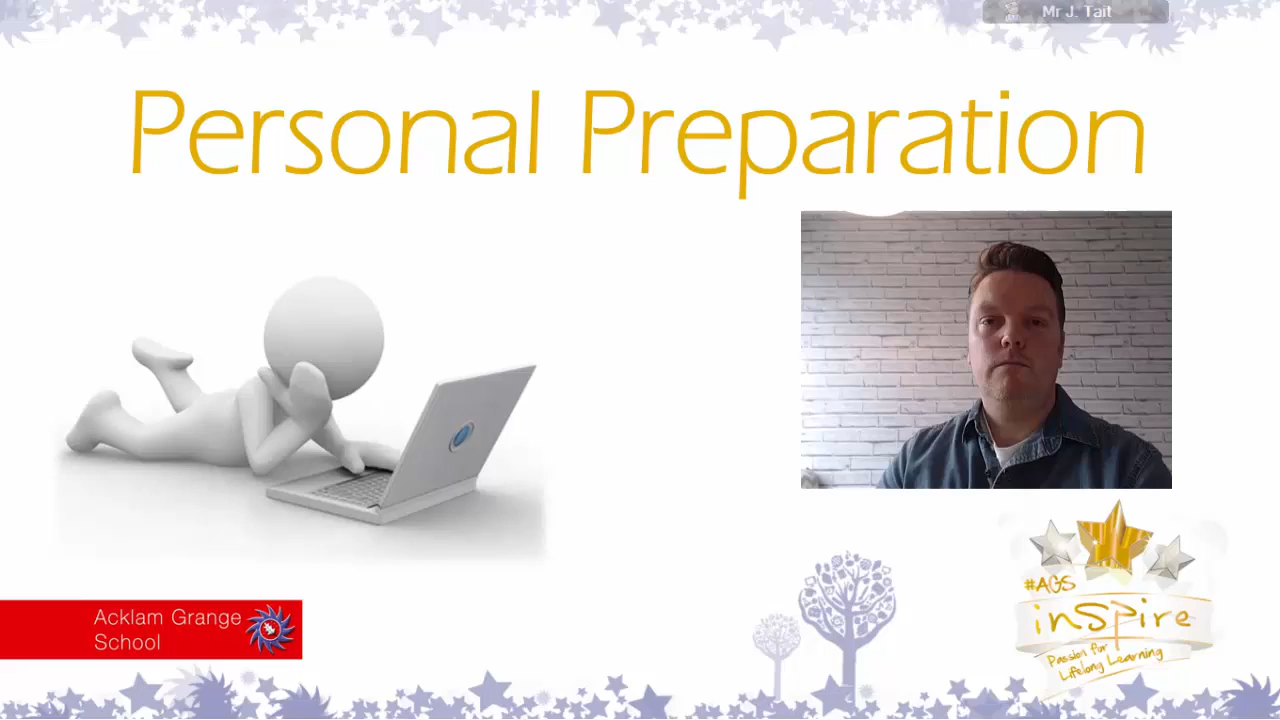 Mr J. Tait
Personal Preparation
Acklam Grange
School
#AGS
inspire
Passion for
Lifelong Learning